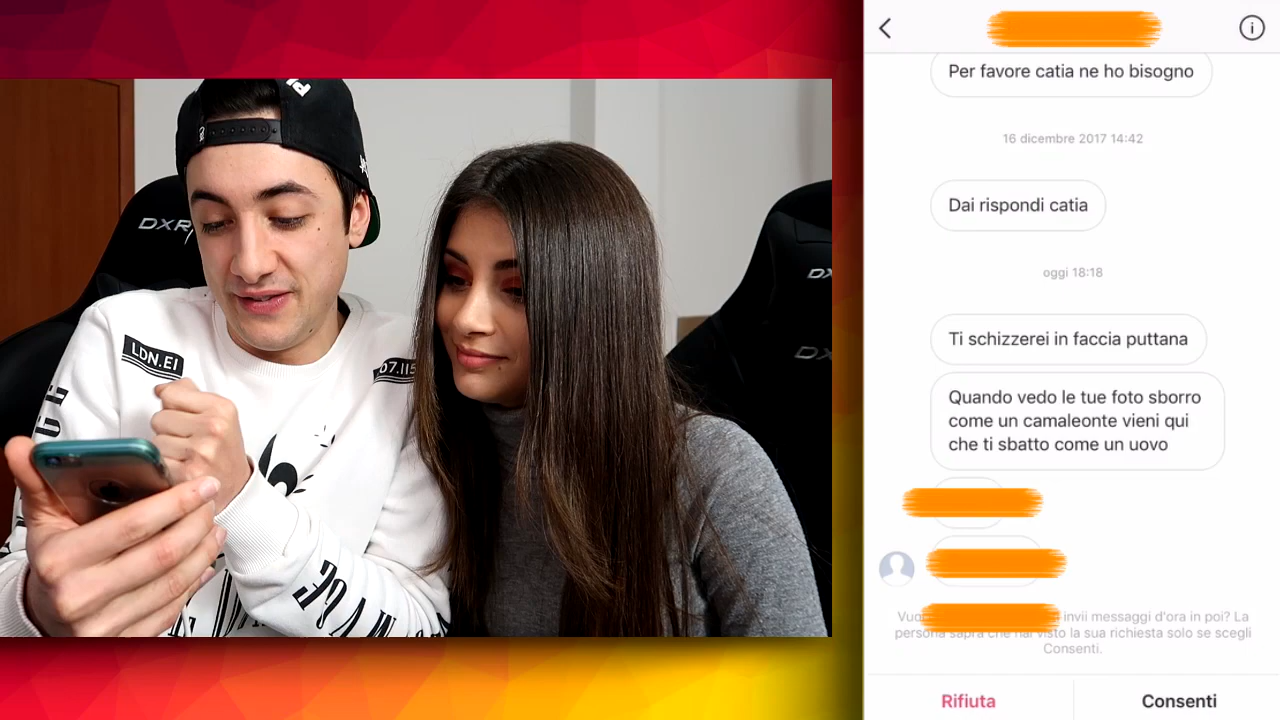 DXR
LDN.EI
07.115
DX
DX
Per favore catia ne ho bisogno
16 dicembre 2017 14:42
Dai rispondi catia
oggi 18:18
Ti schizzerei in faccia puttana
Quando vedo le tue foto sborro
come un camaleonte vieni qui
che ti sbatto come un uovo
invii messaggi d'ora in poi? La
persona saprà che hai visto la sua richiesta solo se scegli
Consenti.
Rifiuta
Consenti